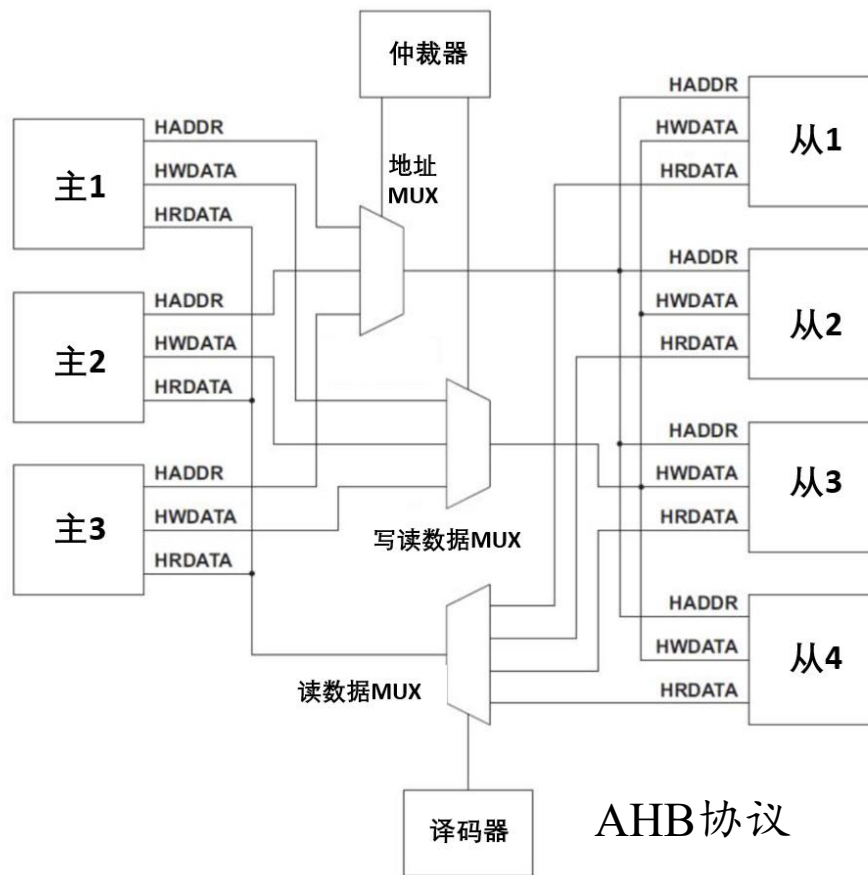 仲裁器
主1
HADDR
HWDATA
HRDATA
主2
HADDR
HWDATA
HRDATA
主3
HADDR
HWDATA
HRDATA
地址
MUX
写读数据MUX
读数据MUX
译码器
HADDR
HWDATA
HRDATA
从1
HADDR
HWDATA
HRDATA
从2
HADDR
HWDATA
HRDATA
从3
HADDR
HWDATA
HRDATA
从4
AHB协议